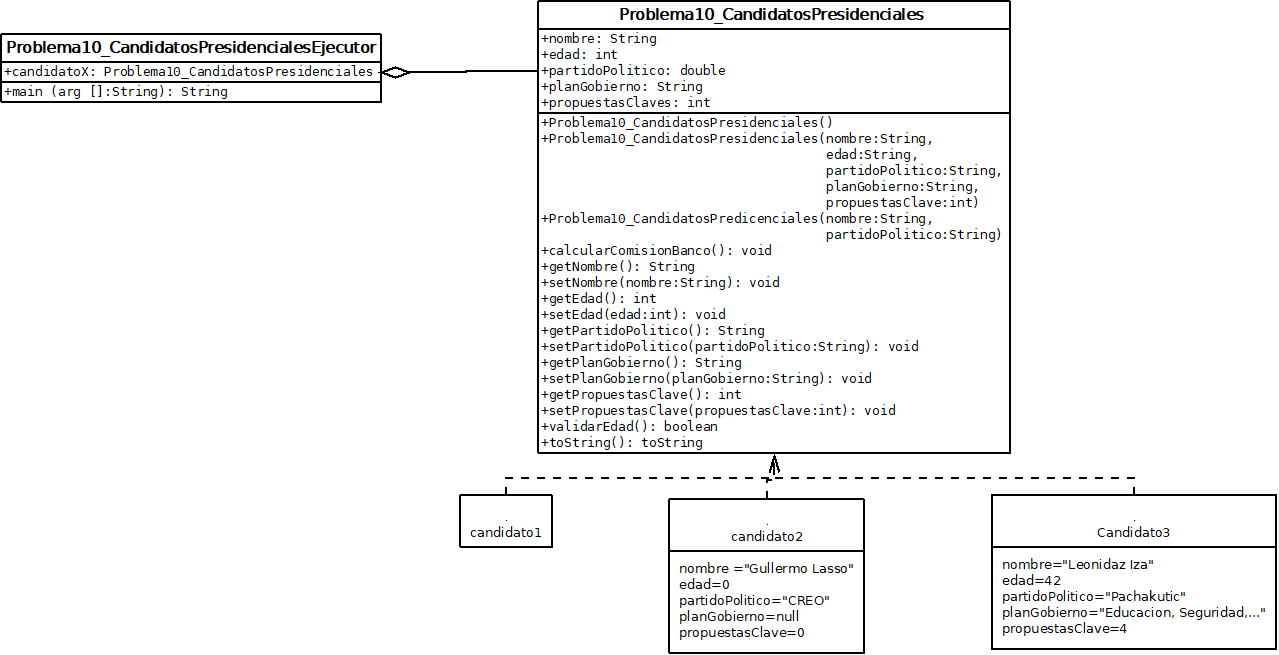 Problema10_CandidatosPresidenciales
+nombre: String
+edad: int
+partidoPolitico: double
+planGobierno: String
+propuestasClaves: int
+Problema10_CandidatosPresidenciales()
+Problema10_CandidatosPresidenciales(nombre:String,
edad:String,
partidoPolitico:String,
planGobierno:String,
propuestasClave:int)
+Problema10_CandidatosPredicenciales(nombre:String,
partidoPolitico:String)
+calcularComisionBanco(): void
+getNombre(): String
+setNombre(nombre:String): void
+getEdad(): int
+setEdad(edad:int): void
+getPartidoPolitico(): String
+setPartidoPolitico(partidoPolitico:String): void
+getPlanGobierno(): String
+setPlanGobierno(planGobierno:String): void
+getPropuestasClave(): int
+setPropuestasClave(propuestasClave:int): void
+validarEdad(): boolean
+toString(): toString
Problema10_CandidatosPresidencialesEjecutor
+candidatoX: Problema10_CandidatosPresidenciales
+main (arg []:String): String
.
candidato1
.
candidato2
nombre ="Gullermo Lasso"
edad=0
partidoPolitico="CREO"
planGobierno=null
propuestasClave=0
.
Candidato3
nombre="Leonidaz Iza"
edad=42
partidoPolitico="Pachakutic"
planGobierno="Educacion, Seguridad,..."
propuestasClave=4